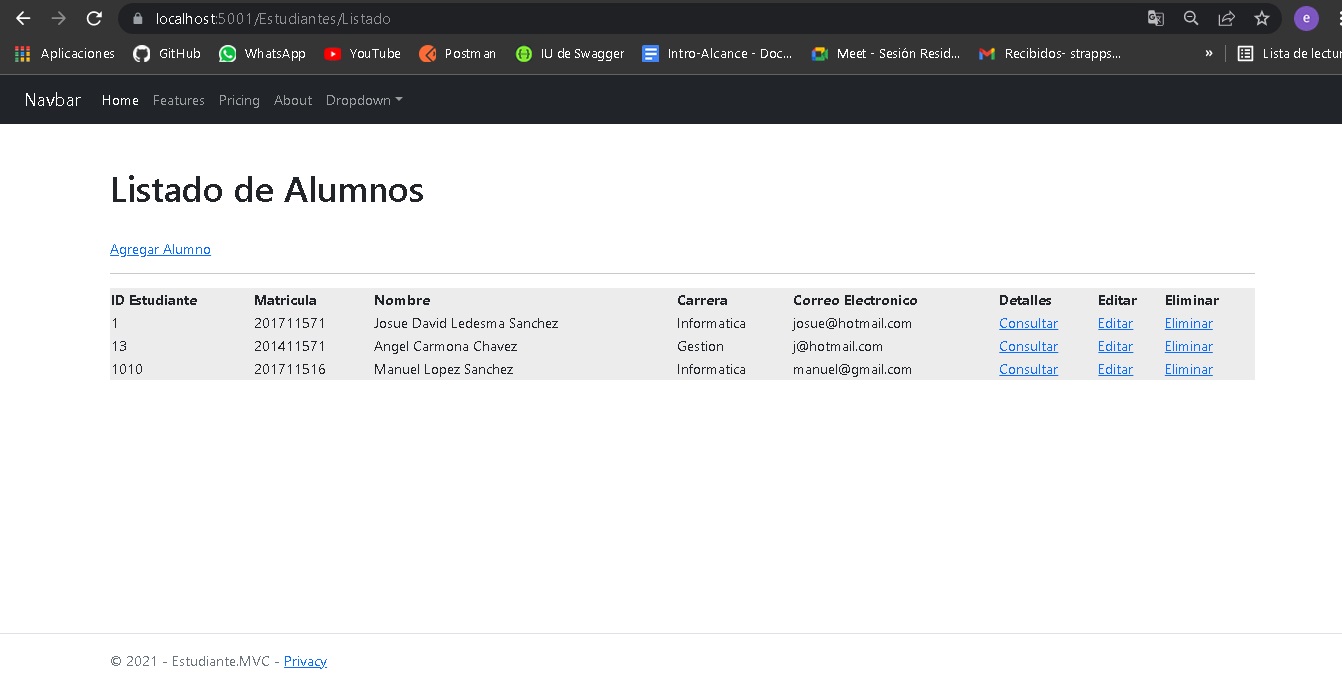 localhost:5001/Estudiantes/Listado
e
Aplicaciones GitHub WhatsApp YouTube Postman IU de Swagger Intro-Alcance - Doc... Meet - Sesión Resid... Recibidos- strapps... » Lista de lectur
Navbar Home Features Pricing About Dropdown
Listado de Alumnos
Agregar Alumno
ID Estudiante Matricula Nombre Carrera Correo Electronico Detalles Editar Eliminar
1 201711571 Josue David Ledesma Sanchez Informatica josue@hotmail.com Consultar Editar Eliminar
13 201411571 Angel Carmona Chavez Gestion j@hotmail.com Consultar Editar Eliminar
1010 201711516 Manuel Lopez Sanchez Informatica manuel@gmail.com Consultar Editar Eliminar
© 2021 - Estudiante.MVC - Privacy